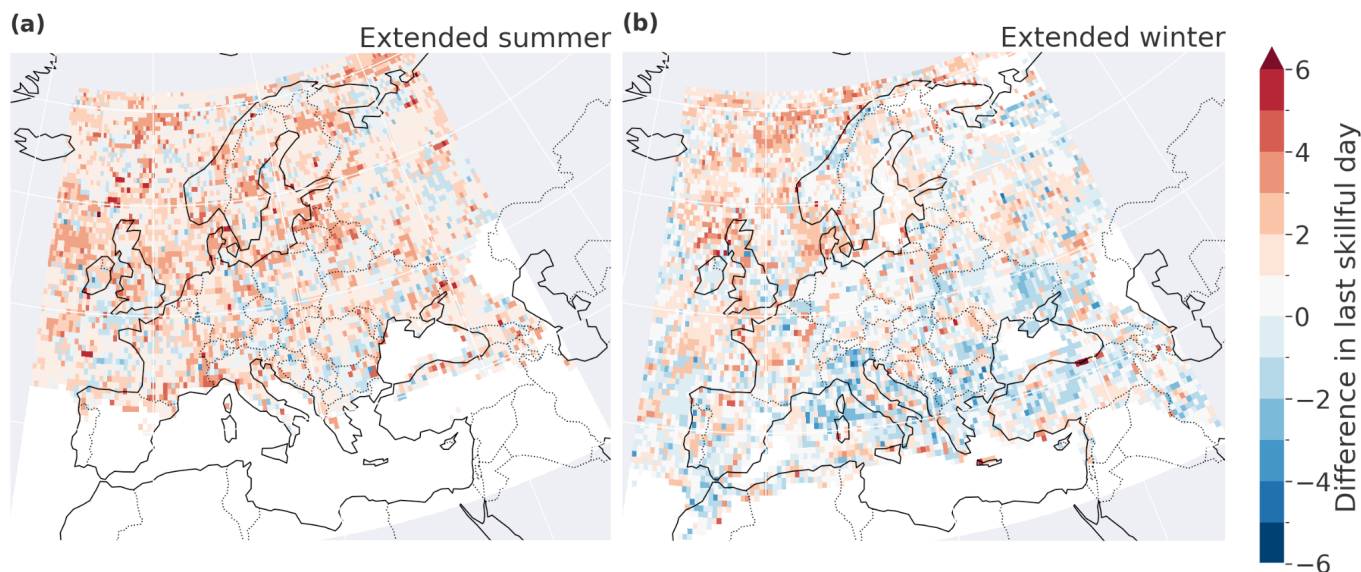 (a)
Extended summer
(b)
Extended winter
6
4
2
0
−2
−4
−6
Difference in last skillful day